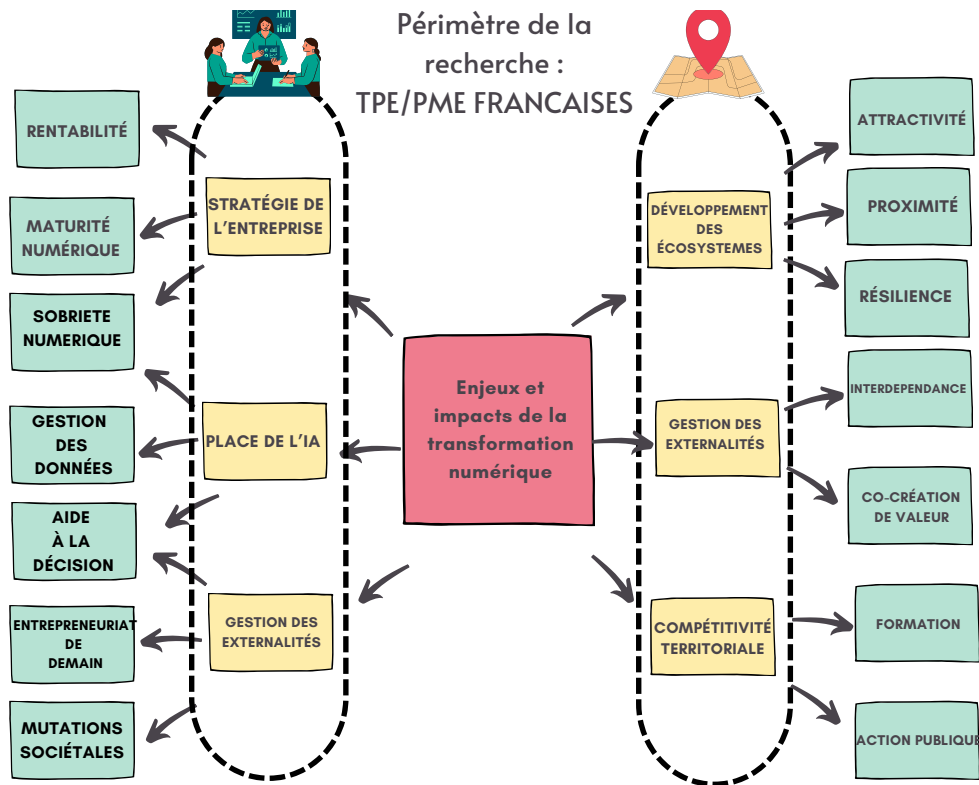 Périmètre de la
recherche :
TPE/PME FRANCAISES
RENTABILITÉ
MATURITÉ
NUMÉRIQUE
SOBRIETE
NUMERIQUE
GESTION
DES
DONNÉES
AIDE
À LA
DÉCISION
ENTREPRENEURIAT
DE
DEMAIN
MUTATIONS
SOCIÉTALES
STRATÉGIE DE
L'ENTREPRISE
PLACE DE L'IA
GESTION DES
EXTERNALITÉS
Enjeux et
impacts de la
transformation
numérique
DÉVELOPPEMENT
DES
ÉCOSYSTEMES
GESTION DES
EXTERNALITÉS
COMPÉTITIVITÉ
TERRITORIALE
ATTRACTIVITÉ
PROXIMITÉ
RÉSILIENCE
INTERDEPENDANCE
CO-CRÉATION
DE VALEUR
FORMATION
ACTION PUBLIQUE